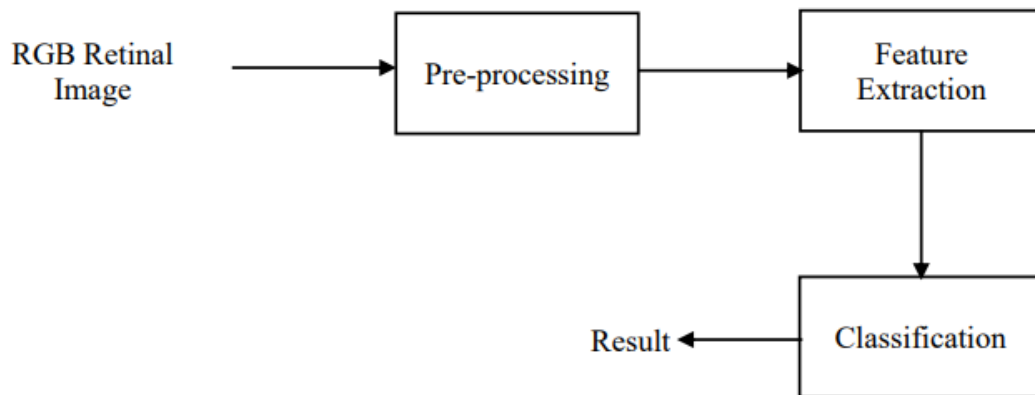 RGB Retinal
Image
Pre-processing
Feature
Extraction
Classification
Result